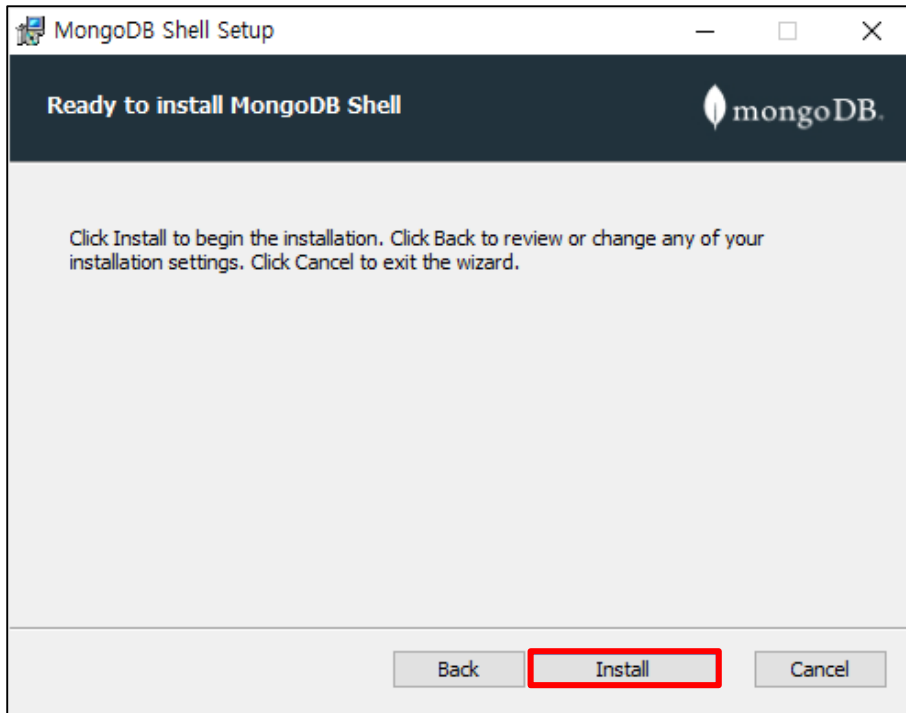 MongoDB Shell Setup
Ready to install MongoDB Shell
mongoDB.
Click Install to begin the installation. Click Back to review or change any of your
installation settings. Click Cancel to exit the wizard.
Back
Install
Cancel